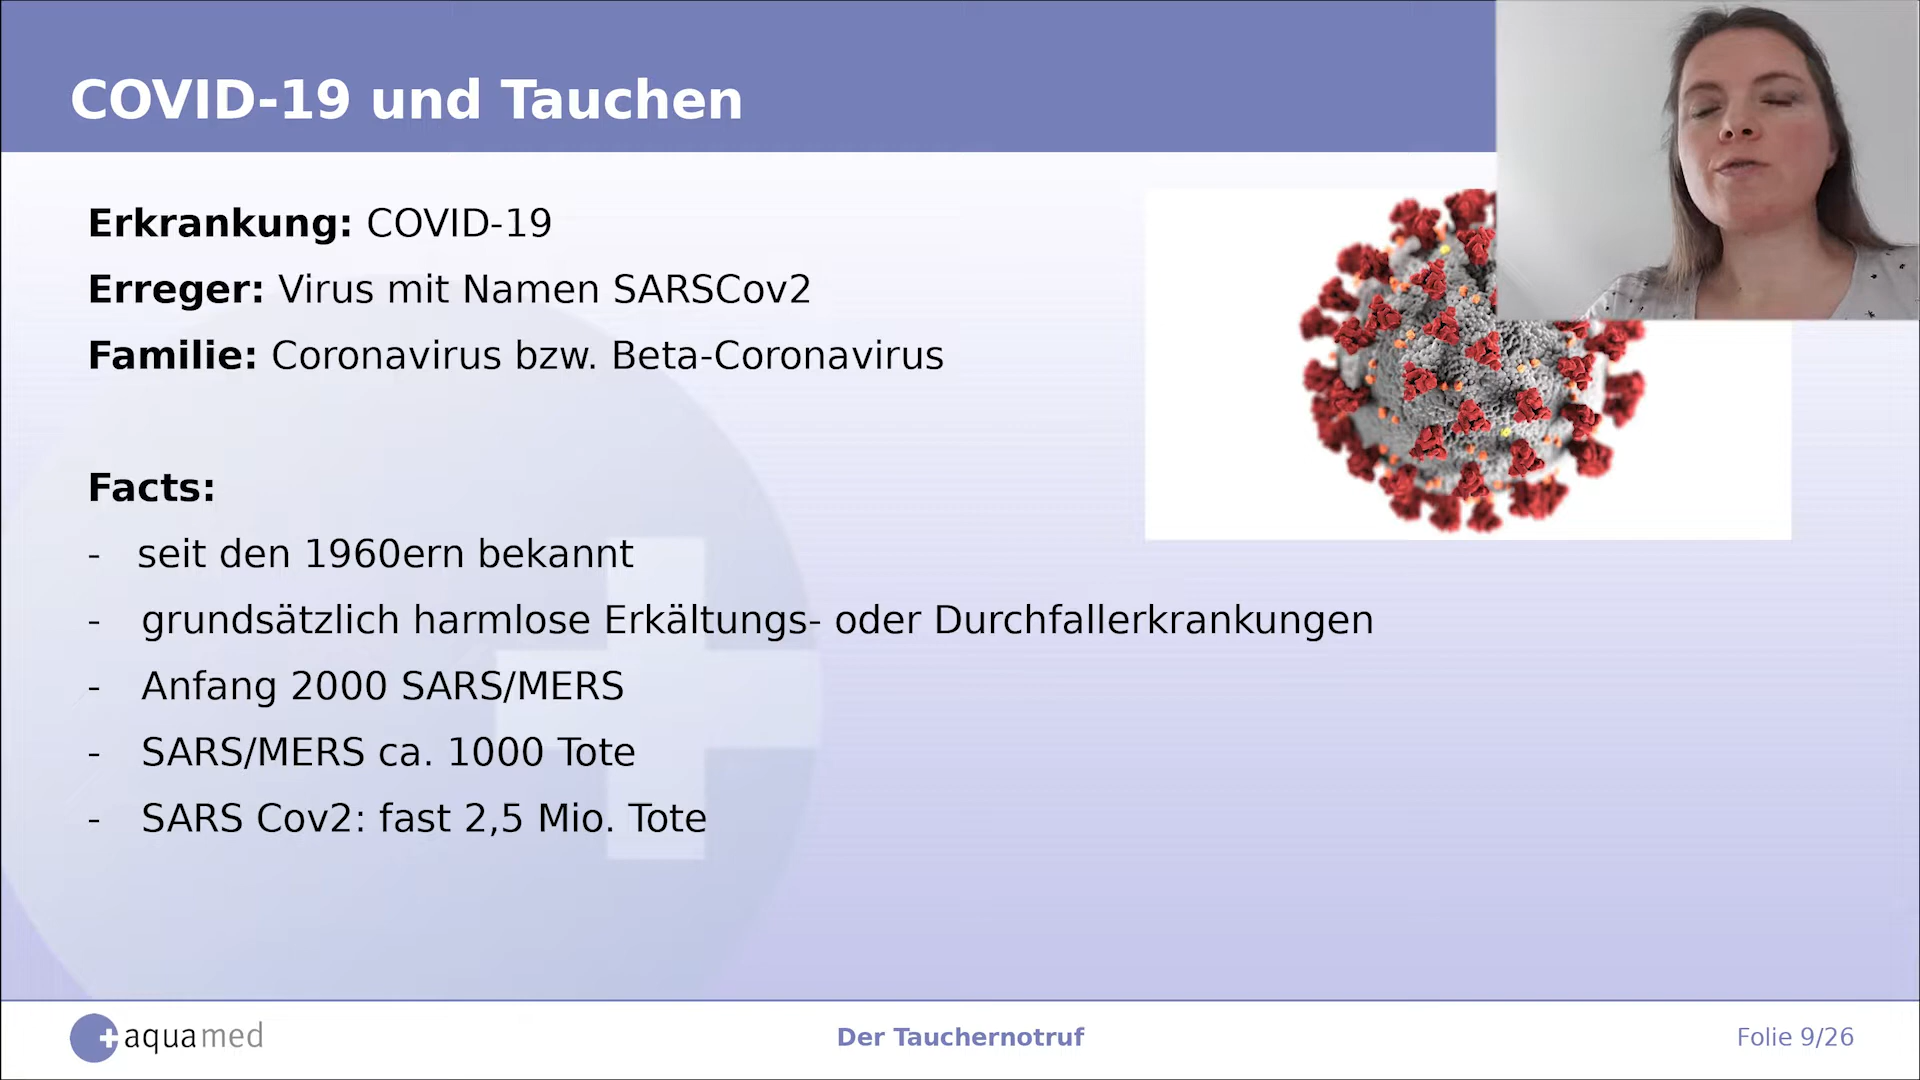 COVID-19 und Tauchen
Erkrankung: COVID-19
Erreger: Virus mit Namen SARSCov2
Familie: Coronavirus bzw. Beta-Coronavirus
Facts:
- seit den 1960ern bekannt
- grundsätzlich harmlose Erkältungs- oder Durchfallerkrankungen
- Anfang 2000 SARS/MERS
- SARS/MERS ca. 1000 Tote
- SARS Cov2: fast 2,5 Mio. Tote
aquamed
Der Tauchernotruf
Folie 9/26